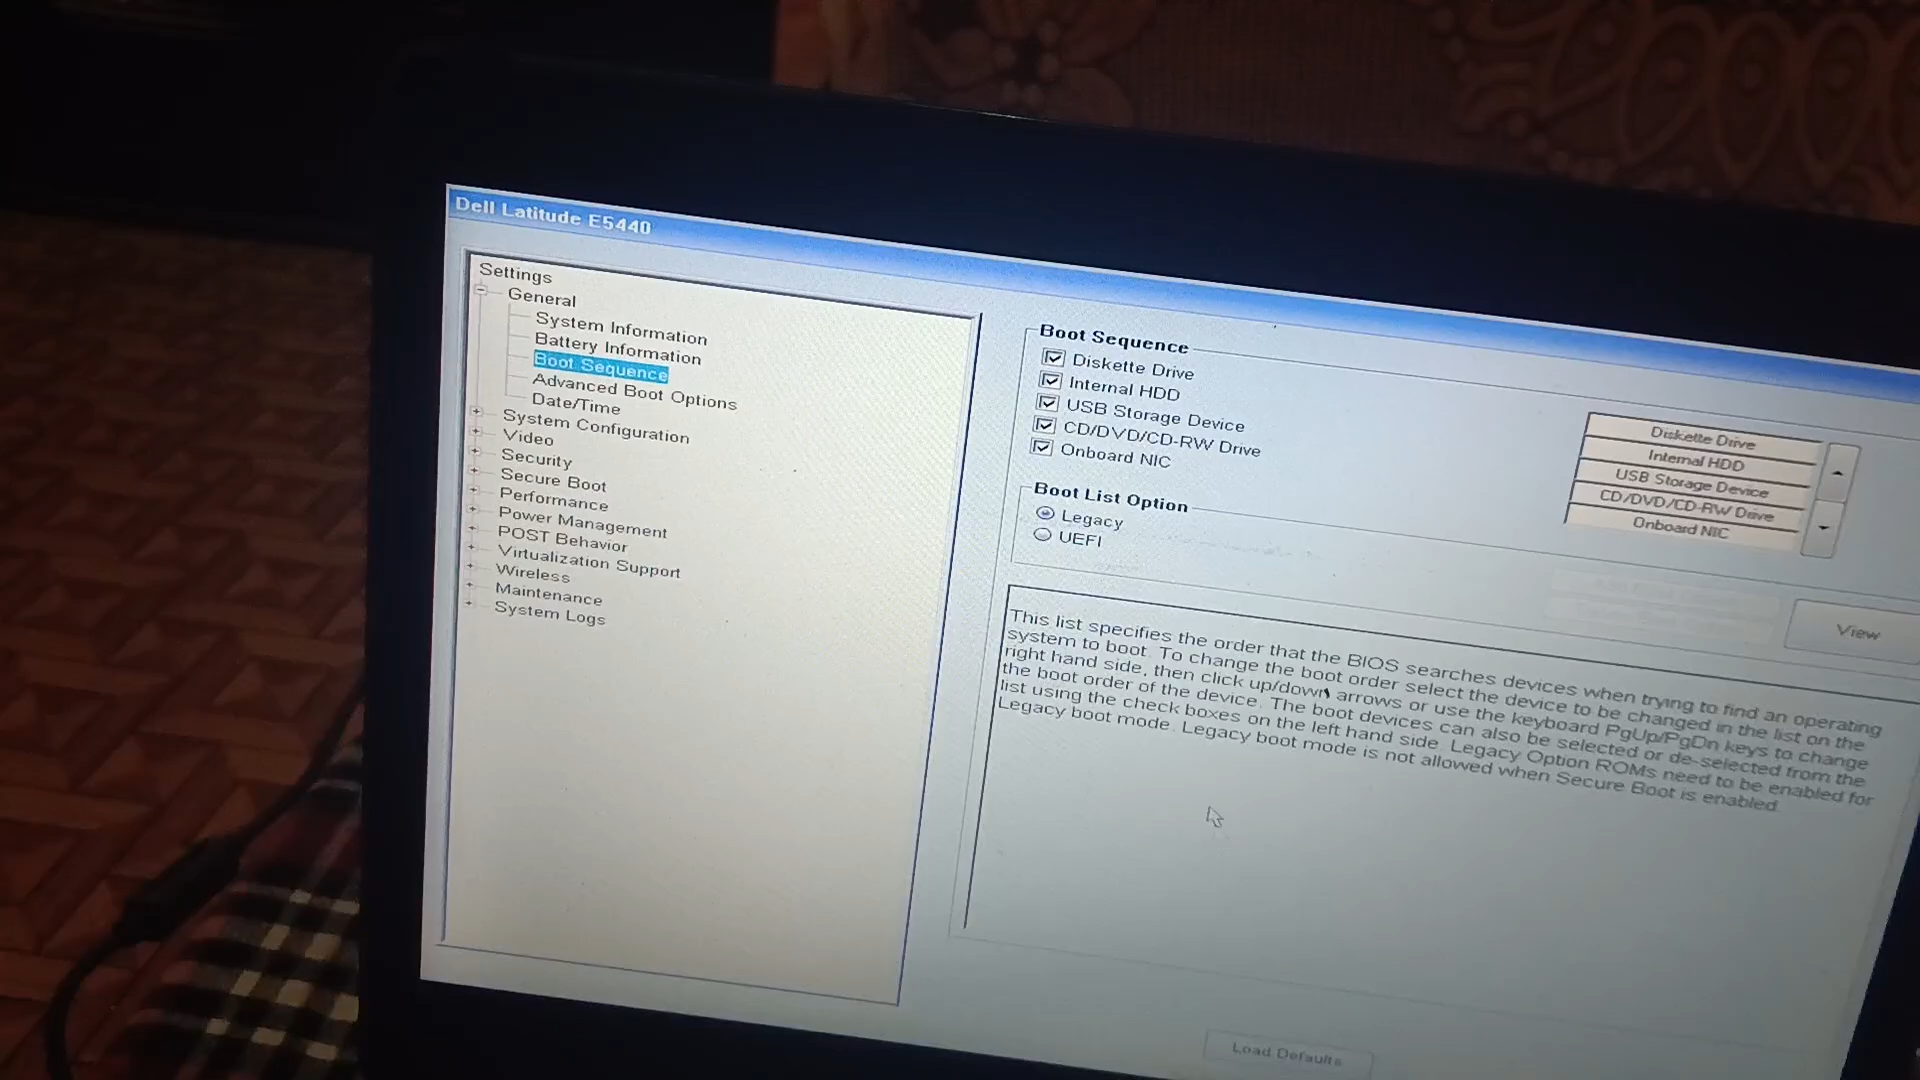 Dell Latitude E5440
Settings
General
System Information
Battery Information
Boot Sequence
Advanced Boot Options
Date/Time
System Configuration
Video
Security
Secure Boot
Performance
Power Management
POST Behavior
Virtualization Support
Wireless
Maintenance
System Logs
Boot Sequence
Diskette Drive
Internal HDD
USB Storage Device
CD/DVD/CD-RW Drive
Onboard NIC
Diskette Drive
Internal HDD
USB Storage Device
CD/DVD/CD-RW Drive
Onboard NIC
Boot List Option
Legacy
UEFI
View
This list specifies the order that the BIOS searches devices when trying to find an operating
system to boot. To change the boot order select the device to be changed in the list on the
right hand side, then click up/down arrows or use the keyboard PgUp/PgDn keys to change
the boot order of the device. The boot devices can also be selected or de-selected from the
list using the check boxes on the left hand side. Legacy Option ROMs need to be enabled for
Legacy boot mode. Legacy boot mode is not allowed when Secure Boot is enabled.
Load Defaults